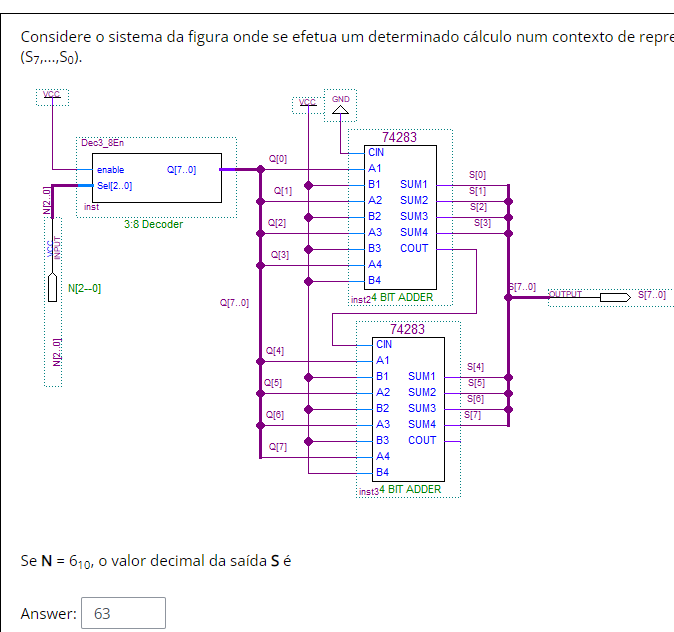 Considere o sistema da figura onde se efetua um determinado cálculo num contexto de repre
(S7,...,S0).
VCC
VCC
GND
Dec3_8En
enable
Q[7..0]
Sel[2..0]
inst
3:8 Decoder
N[2..0]
VCC
INPUT
N[2--0]
N[2..0]
Q[7..0]
Q[0]
Q[1]
Q[2]
Q[3]
74283
CIN
A1
B1 SUM1
A2 SUM2
B2 SUM3
A3 SUM4
B3 COUT
A4
B4
inst2
4 BIT ADDER
S[0]
S[1]
S[2]
S[3]
S[7..0]
OUTPUT
S[7..0]
Q[4]
Q[5]
Q[6]
Q[7]
74283
CIN
A1
B1 SUM1
A2 SUM2
B2 SUM3
A3 SUM4
B3 COUT
A4
B4
inst3
4 BIT ADDER
S[4]
S[5]
S[6]
S[7]
Se N = 610, o valor decimal da saída S é
Answer: 63